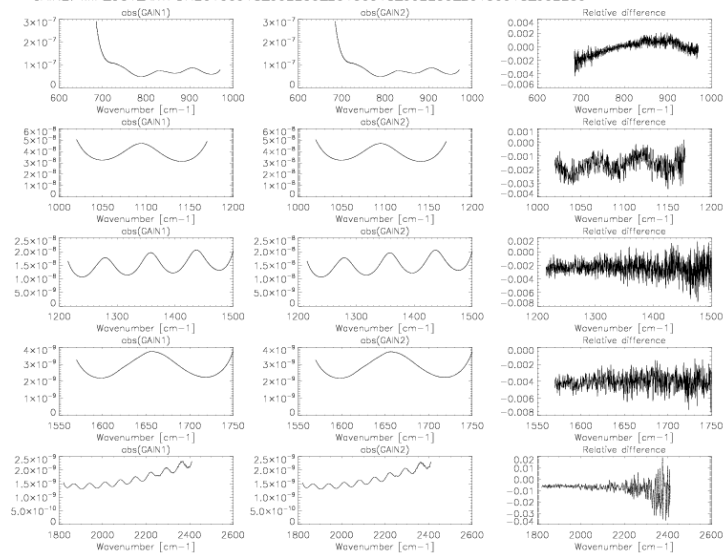 abs(GAIN1) abs(GAIN2) Relative difference
3×10⁻⁷ 3×10⁻⁷ 0.004
0.002
2×10⁻⁷ 2×10⁻⁷ 0.000
−0.002
1×10⁻⁷ 1×10⁻⁷ −0.004
0 0 −0.006
600 700 800 900 1000 600 700 800 900 1000 600 700 800 900 1000
Wavenumber [cm−1] Wavenumber [cm−1] Wavenumber [cm−1]
abs(GAIN1) abs(GAIN2) Relative difference
6×10⁻⁸ 6×10⁻⁸ 0.001
5×10⁻⁸ 5×10⁻⁸ 0.000
4×10⁻⁸ 4×10⁻⁸ −0.001
3×10⁻⁸ 3×10⁻⁸
2×10⁻⁸ 2×10⁻⁸ −0.002
1×10⁻⁸ 1×10⁻⁸
0 0 −0.003
1000 1050 1100 1150 1200 1000 1050 1100 1150 1200 1000 1050 1100 1150 1200
Wavenumber [cm−1] Wavenumber [cm−1] Wavenumber [cm−1]
abs(GAIN1) abs(GAIN2) Relative difference
2.5×10⁻⁸ 2.5×10⁻⁸ 0.002
2.0×10⁻⁸ 2.0×10⁻⁸ 0.000
1.5×10⁻⁸ 1.5×10⁻⁸ −0.002
1.0×10⁻⁸ 1.0×10⁻⁸ −0.004
5.0×10⁻⁹ 5.0×10⁻⁹ −0.006
0 0 −0.008
1200 1300 1400 1500 1200 1300 1400 1500 1200 1300 1400 1500
Wavenumber [cm−1] Wavenumber [cm−1] Wavenumber [cm−1]
abs(GAIN1) abs(GAIN2) Relative difference
4×10⁻⁹ 4×10⁻⁹ 0.000
3×10⁻⁹ 3×10⁻⁹ −0.002
2×10⁻⁹ 2×10⁻⁹ −0.004
1×10⁻⁹ 1×10⁻⁹ −0.006
0 0 −0.008
1550 1600 1650 1700 1750 1550 1600 1650 1700 1750 1550 1600 1650 1700 1750
Wavenumber [cm−1] Wavenumber [cm−1] Wavenumber [cm−1]
abs(GAIN1) abs(GAIN2) Relative difference
2.5×10⁻⁹ 2.5×10⁻⁹ 0.02
2.0×10⁻⁹ 2.0×10⁻⁹ 0.01
1.5×10⁻⁹ 1.5×10⁻⁹ −0.00
−0.01
1.0×10⁻⁹ 1.0×10⁻⁹ −0.02
5.0×10⁻¹⁰ 5.0×10⁻¹⁰ −0.03
0 0 −0.04
1800 2000 2200 2400 2600 1800 2000 2200 2400 2600 1800 2000 2200 2400 2600
Wavenumber [cm−1] Wavenumber [cm−1] Wavenumber [cm−1]